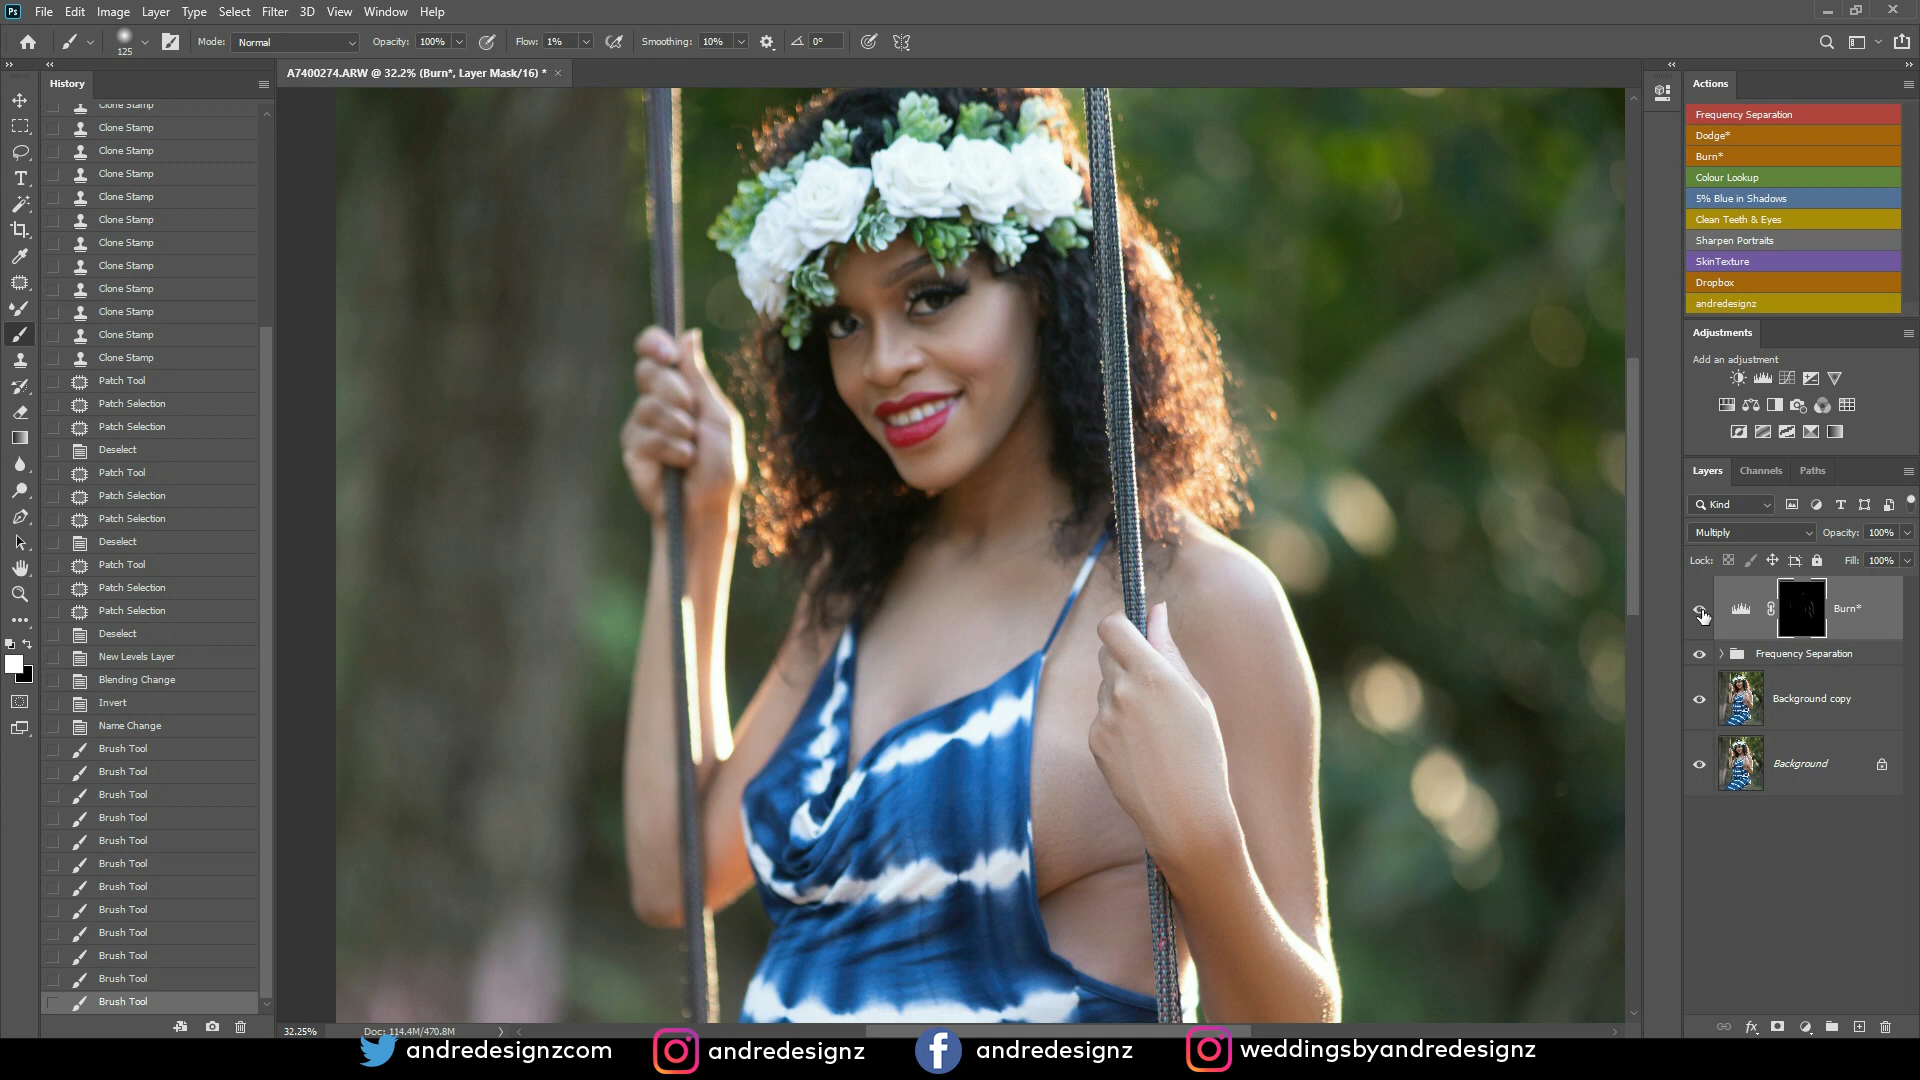 Ps File Edit Image Layer Type Select Filter 3D View Window Help
125 Mode: Normal Opacity: 100% Flow: 1% Smoothing: 10% 0°
History
A7400274.ARW @ 32.2% (Burn*, Layer Mask/16) * ×
Clone Stamp
Clone Stamp
Clone Stamp
Clone Stamp
Clone Stamp
Clone Stamp
Clone Stamp
Clone Stamp
Clone Stamp
Clone Stamp
Clone Stamp
Clone Stamp
Patch Tool
Patch Selection
Patch Selection
Deselect
Patch Tool
Patch Selection
Patch Selection
Deselect
Patch Tool
Patch Selection
Patch Selection
Deselect
New Levels Layer
Blending Change
Invert
Name Change
Brush Tool
Brush Tool
Brush Tool
Brush Tool
Brush Tool
Brush Tool
Brush Tool
Brush Tool
Brush Tool
Brush Tool
Brush Tool
Brush Tool
Actions
Frequency Separation
Dodge*
Burn*
Colour Lookup
5% Blue in Shadows
Clean Teeth & Eyes
Sharpen Portraits
SkinTexture
Dropbox
andredesignz
Adjustments
Add an adjustment
Layers Channels Paths
Kind
Multiply Opacity: 100%
Lock: Fill: 100%
Burn*
Frequency Separation
Background copy
Background
32.25% Doc: 114.4M/470.8M
andredesignzcom andredesignz andredesignz weddingsbyandredesignz